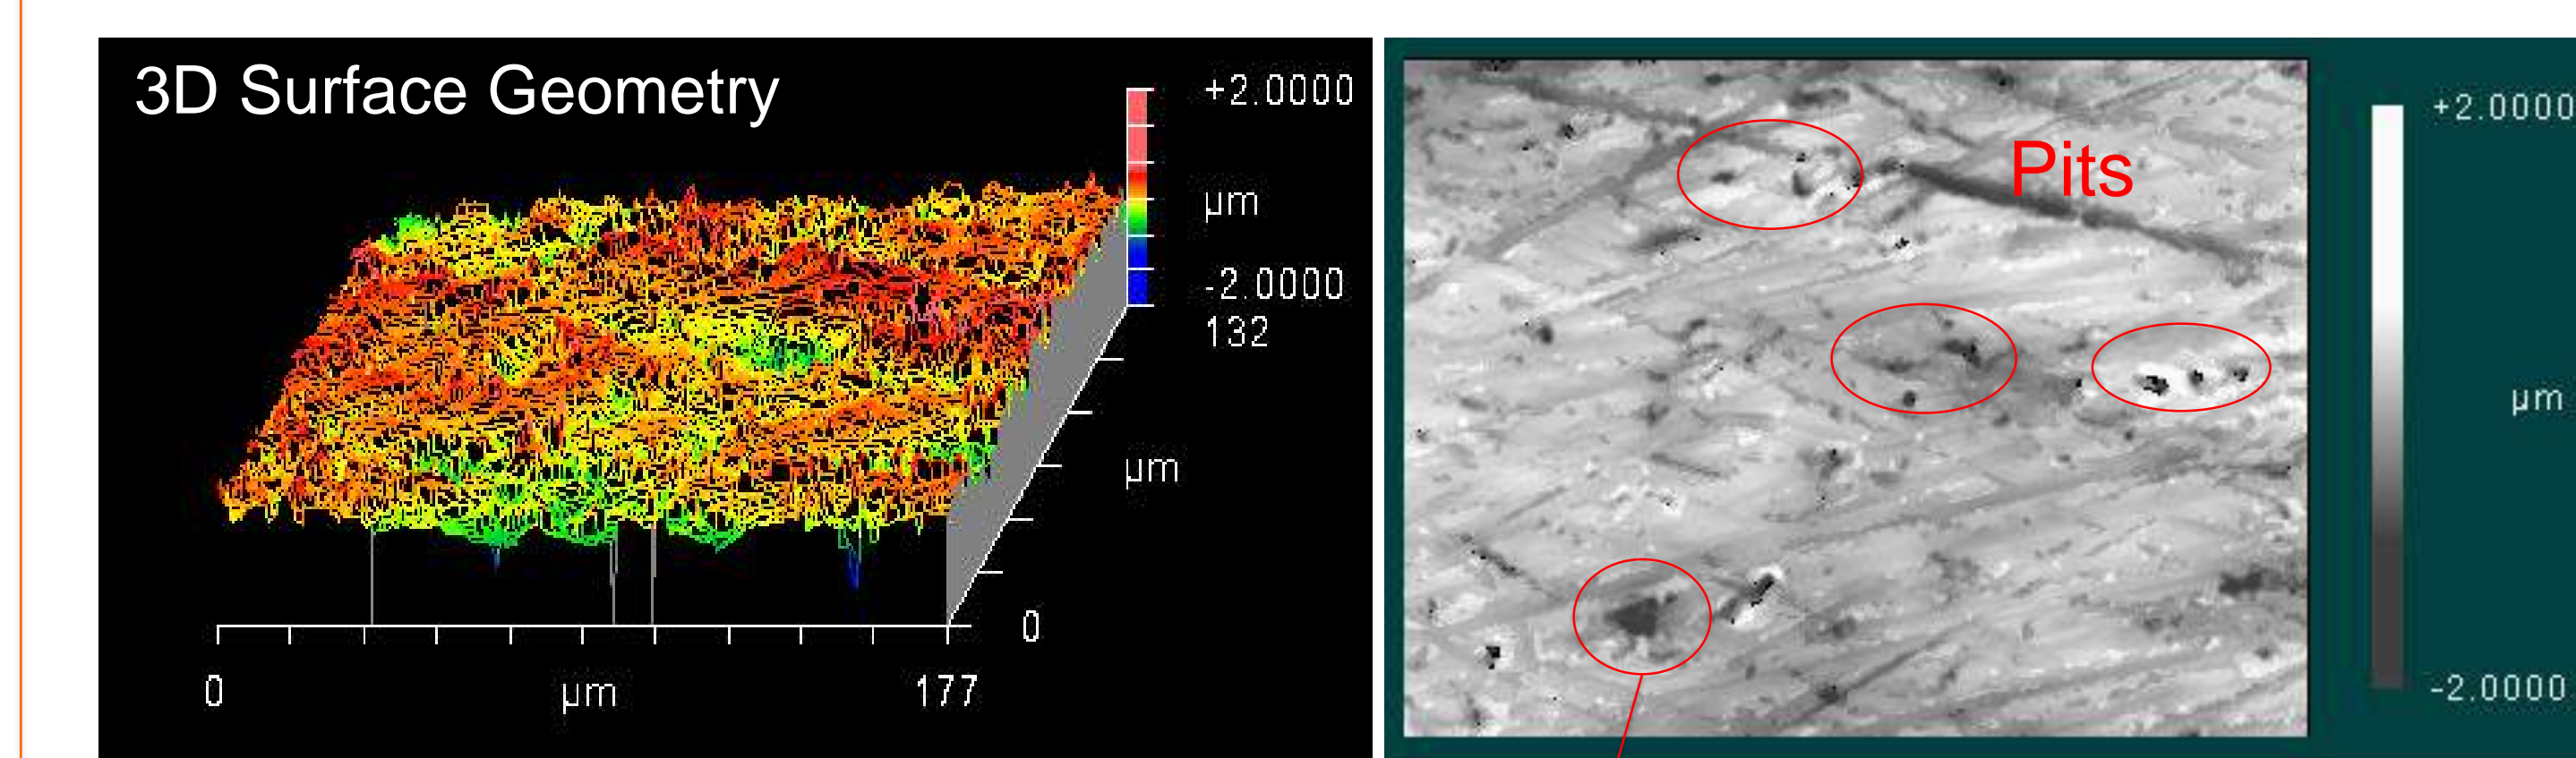 3D Surface Geometry
+2.0000
µm
-2.0000
132
µm
0
0
µm
177
Pits
+2.0000
µm
-2.0000